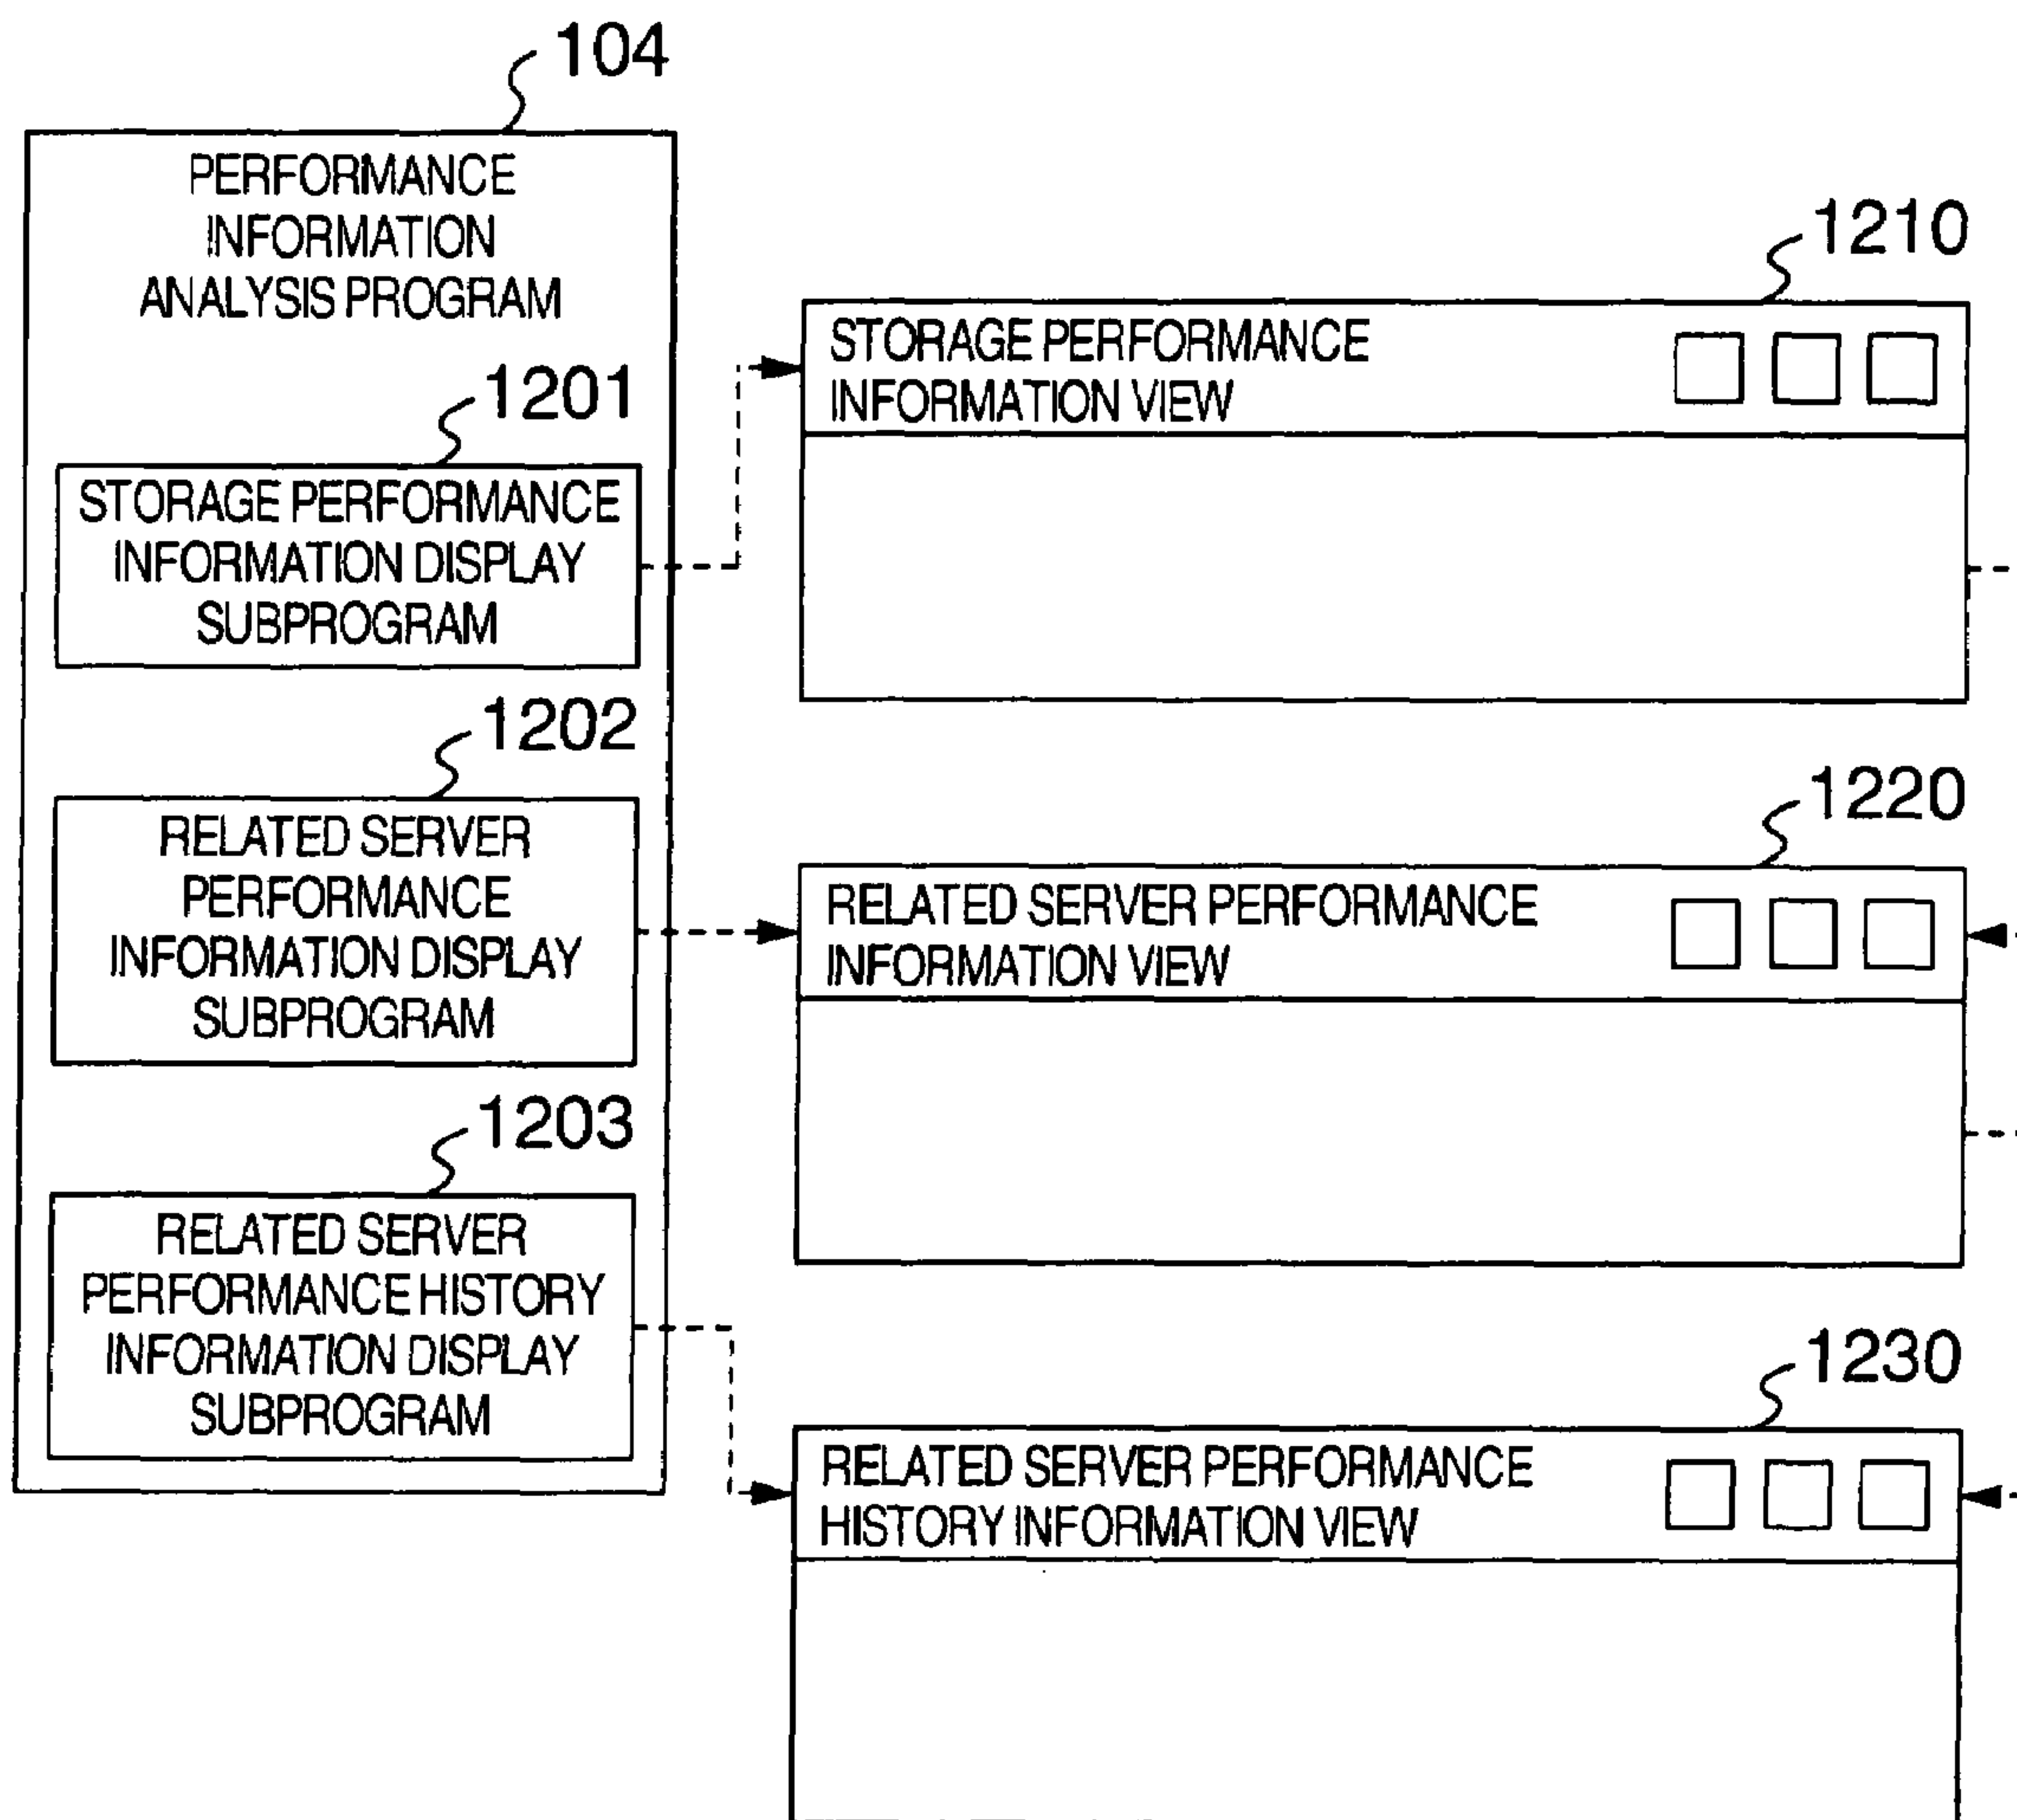 104
PERFORMANCE
INFORMATION
ANALYSIS PROGRAM
1201
STORAGE PERFORMANCE
INFORMATION DISPLAY
SUBPROGRAM
1202
RELATED SERVER
PERFORMANCE
INFORMATION DISPLAY
SUBPROGRAM
1203
RELATED SERVER
PERFORMANCE HISTORY
INFORMATION DISPLAY
SUBPROGRAM
1210
STORAGE PERFORMANCE
INFORMATION VIEW
1220
RELATED SERVER PERFORMANCE
INFORMATION VIEW
1230
RELATED SERVER PERFORMANCE
HISTORY INFORMATION VIEW